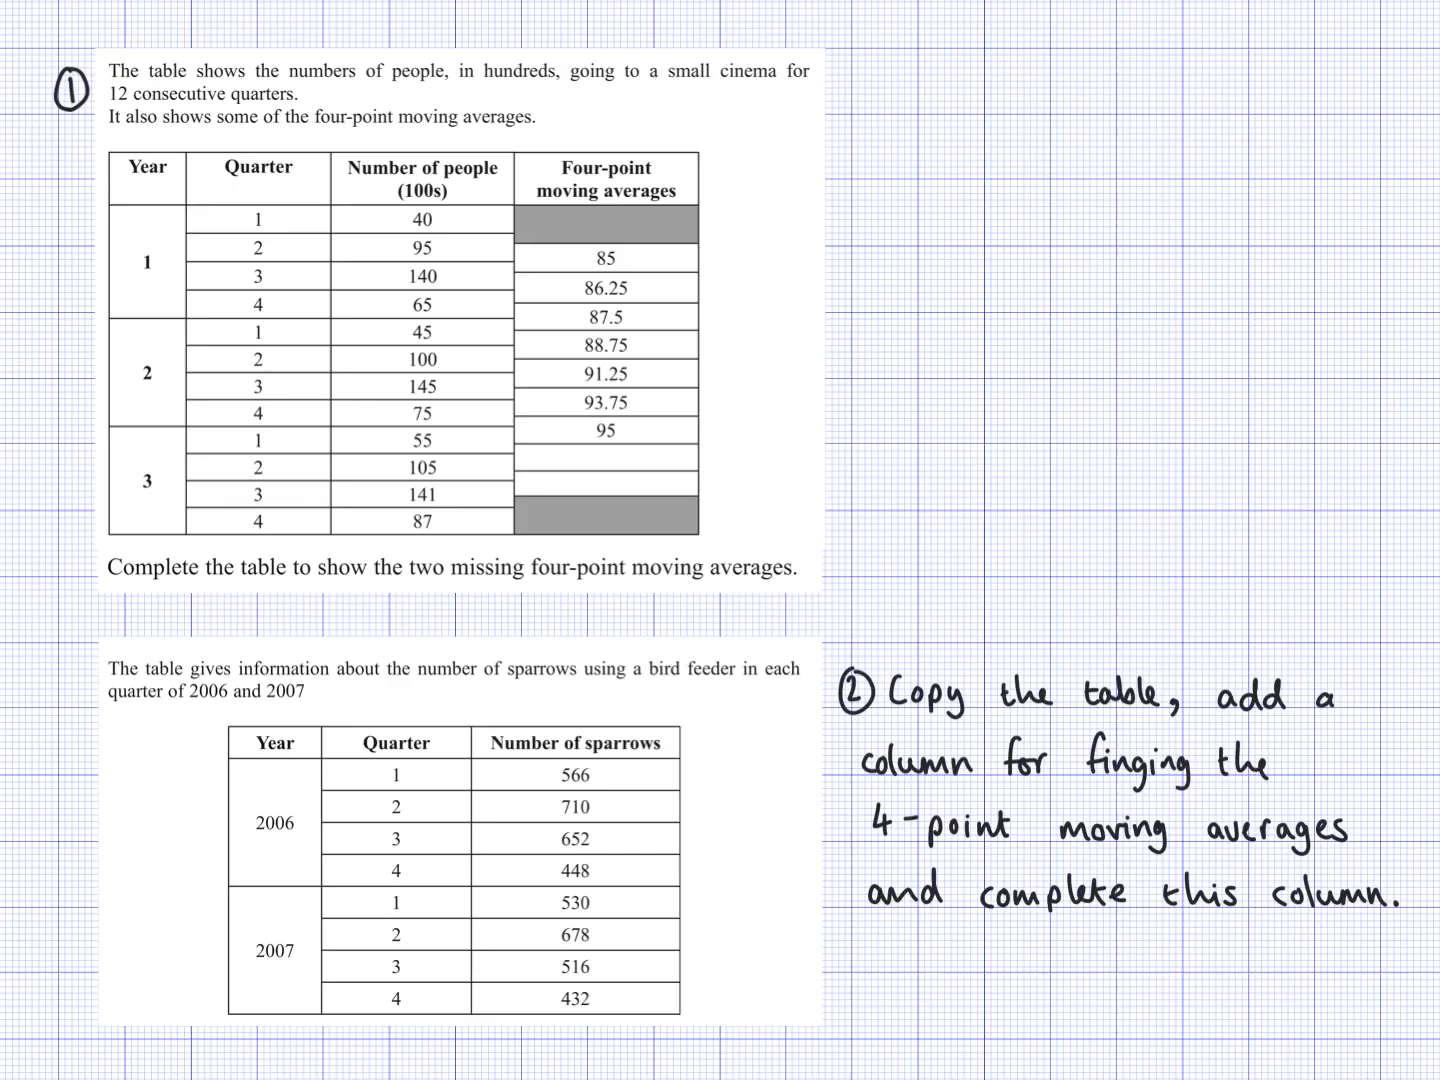 ① The table shows the numbers of people, in hundreds, going to a small cinema for
12 consecutive quarters.
It also shows some of the four-point moving averages.
Year Quarter Number of people (100s) Four-point moving averages
1 1 40
2 95 85
3 140 86.25
4 65 87.5
2 1 45 88.75
2 100 91.25
3 145 93.75
4 75 95
3 1 55
2 105
3 141
4 87
Complete the table to show the two missing four-point moving averages.
The table gives information about the number of sparrows using a bird feeder in each
quarter of 2006 and 2007
Year Quarter Number of sparrows
2006 1 566
2 710
3 652
4 448
2007 1 530
2 678
3 516
4 432
② Copy the table, add a
column for finging the
4-point moving averages
and complete this column.